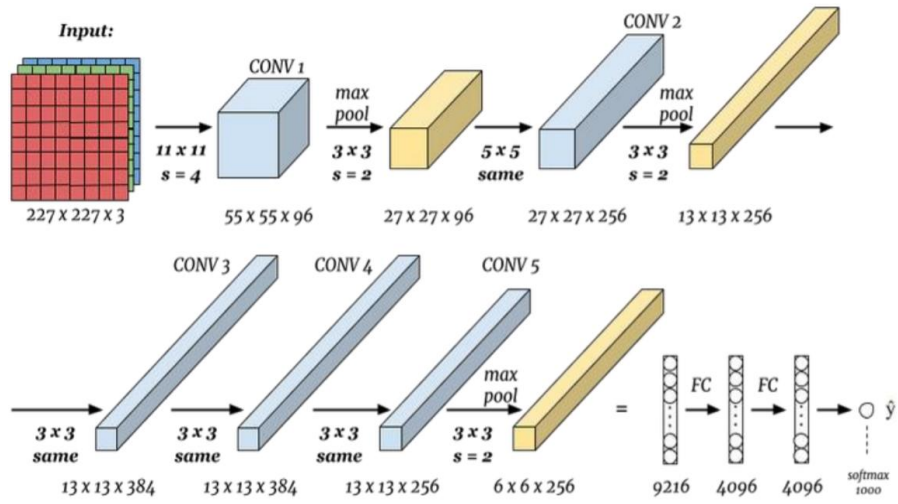 Input:
CONV 1
CONV 2
max
pool
max
pool
11 x 11
s = 4
3 x 3
s = 2
5 x 5
same
3 x 3
s = 2
227 x 227 x 3
55 x 55 x 96
27 x 27 x 96
27 x 27 x 256
13 x 13 x 256
CONV 3
CONV 4
CONV 5
max
pool
FC
FC
=
ŷ
3 x 3
same
3 x 3
same
3 x 3
same
3 x 3
s = 2
13 x 13 x 384
13 x 13 x 384
13 x 13 x 256
6 x 6 x 256
9216
4096
4096
softmax
1000